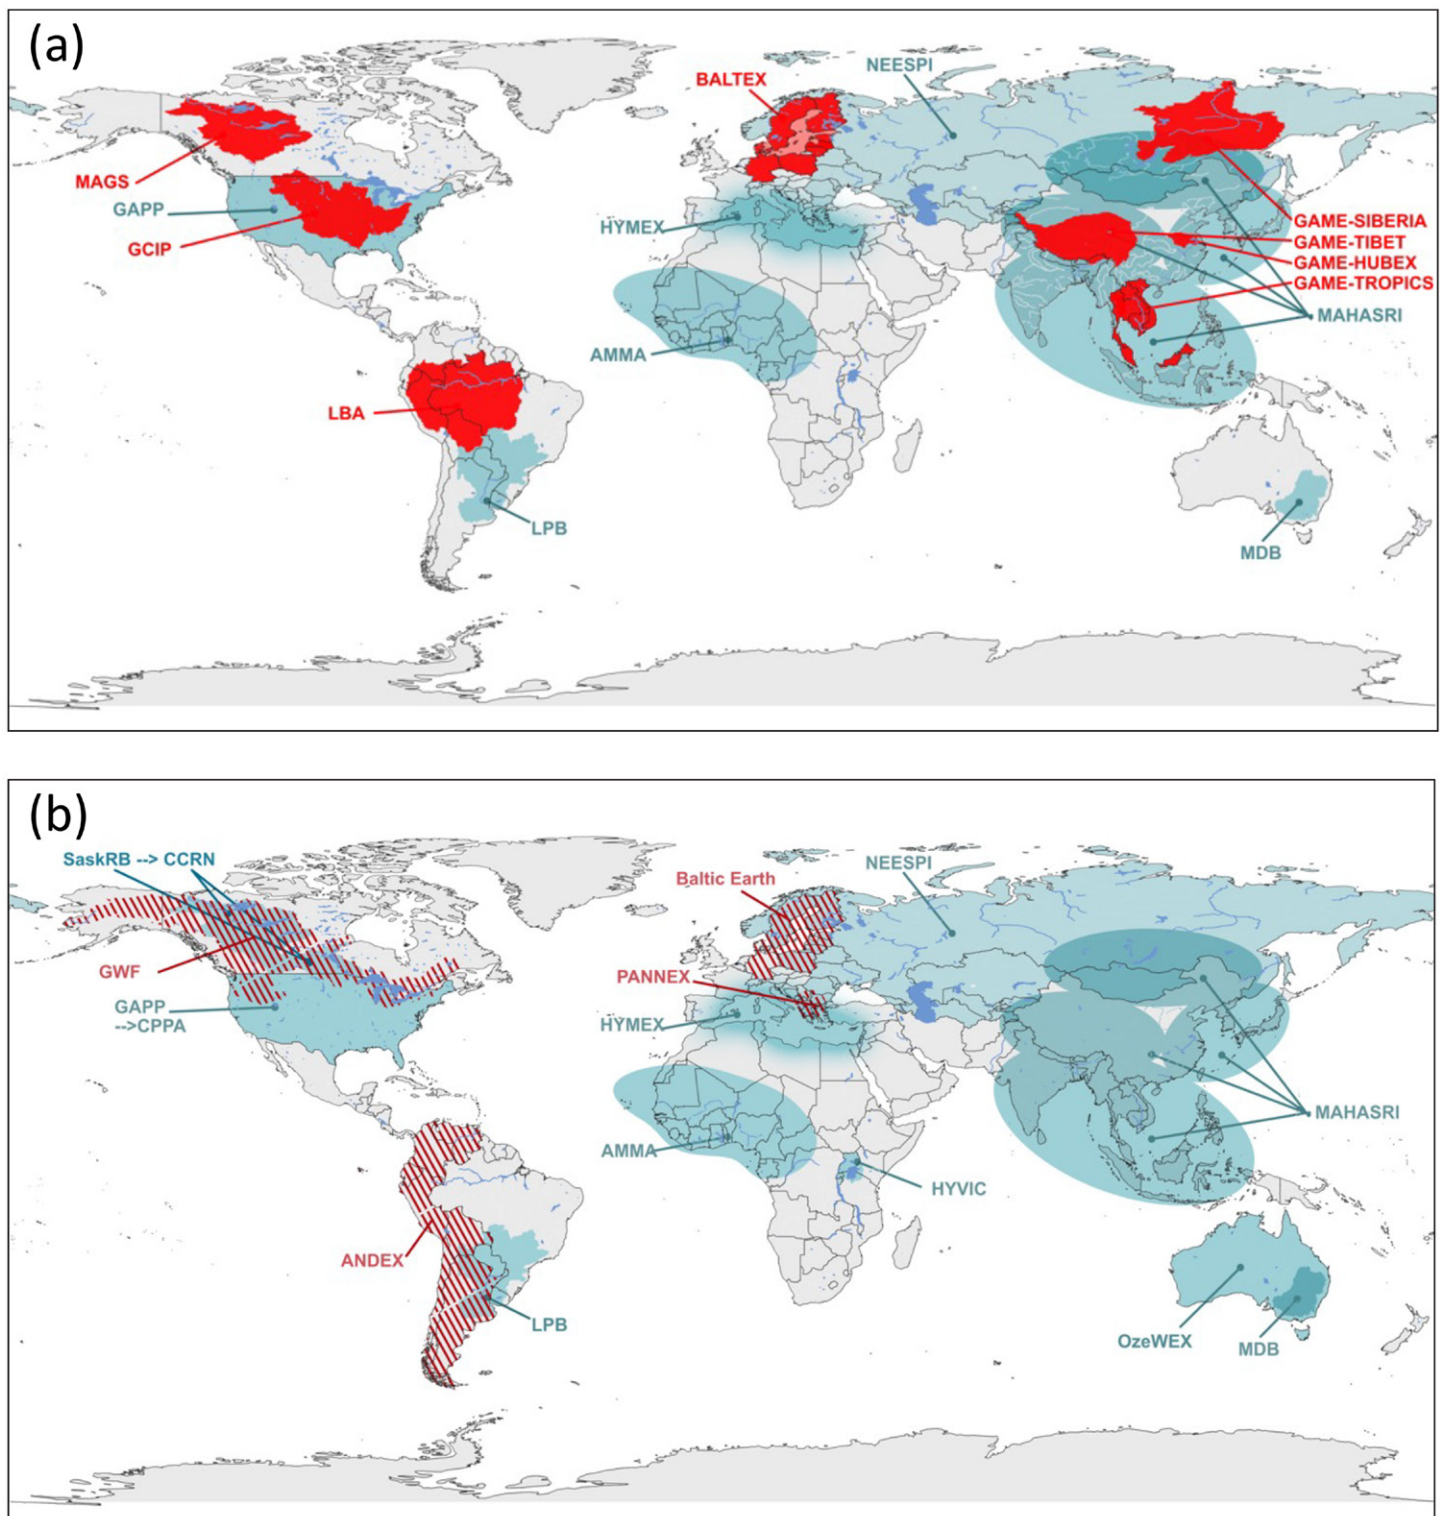 (a)
BALTEX
NEESPI
MAGS
GAPP
GCIP
HYMEX
GAME-SIBERIA
GAME-TIBET
GAME-HUBEX
GAME-TROPICS
MAHASRI
AMMA
LBA
LPB
MDB
(b)
SaskRB --> CCRN
NEESPI
Baltic Earth
GWF
PANNEX
GAPP
-->CPPA
HYMEX
MAHASRI
AMMA
HYVIC
ANDEX
LPB
OzeWEX
MDB